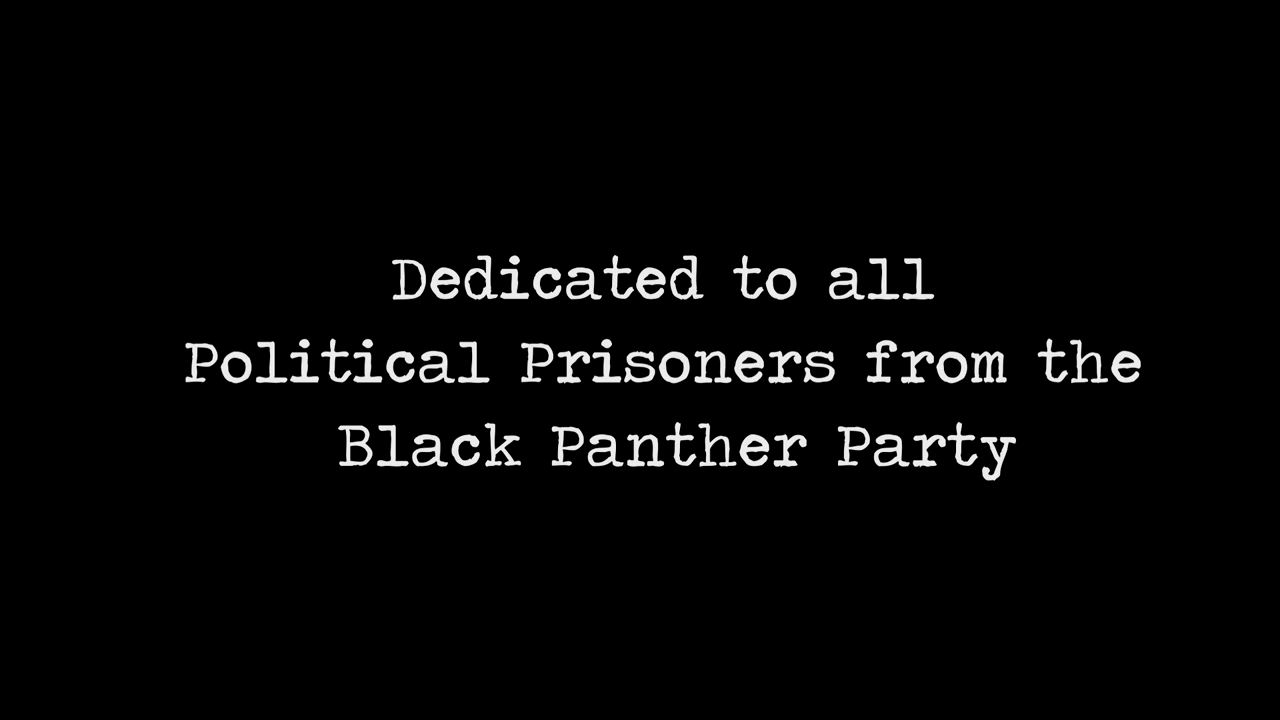 Dedicated to all
Political Prisoners from the
Black Panther Party